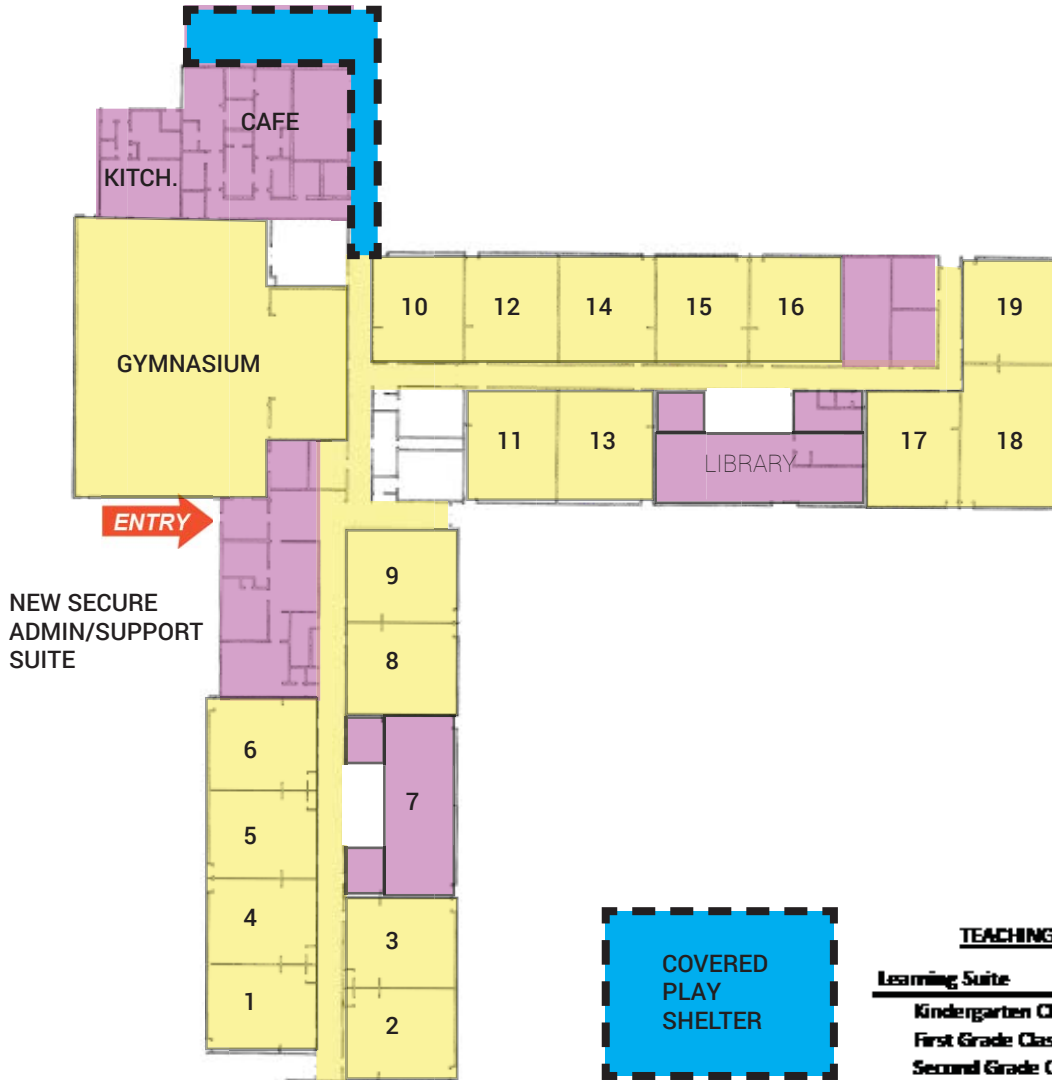 CAFE
KITCH.
10
12
14
15
16
19
GYMNASIUM
11
13
LIBRARY
17
18
ENTRY
9
NEW SECURE
ADMIN/SUPPORT
SUITE
8
6
7
5
4
3
1
2
COVERED
PLAY
SHELTER
TEACHING
Learning Suite
Kindergarten
First Grade
Second Grade